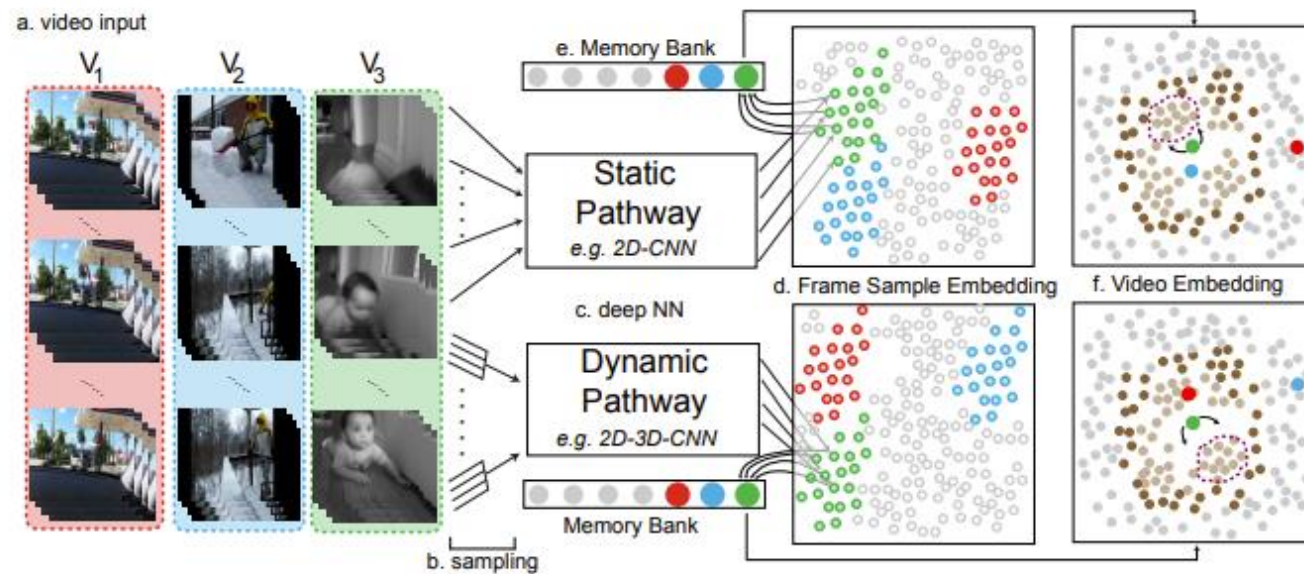 a. video input
V1
V2
V3
e. Memory Bank
Static
Pathway
e.g. 2D-CNN
c. deep NN
Dynamic
Pathway
e.g. 2D-3D-CNN
Memory Bank
b. sampling
d. Frame Sample Embedding
f. Video Embedding